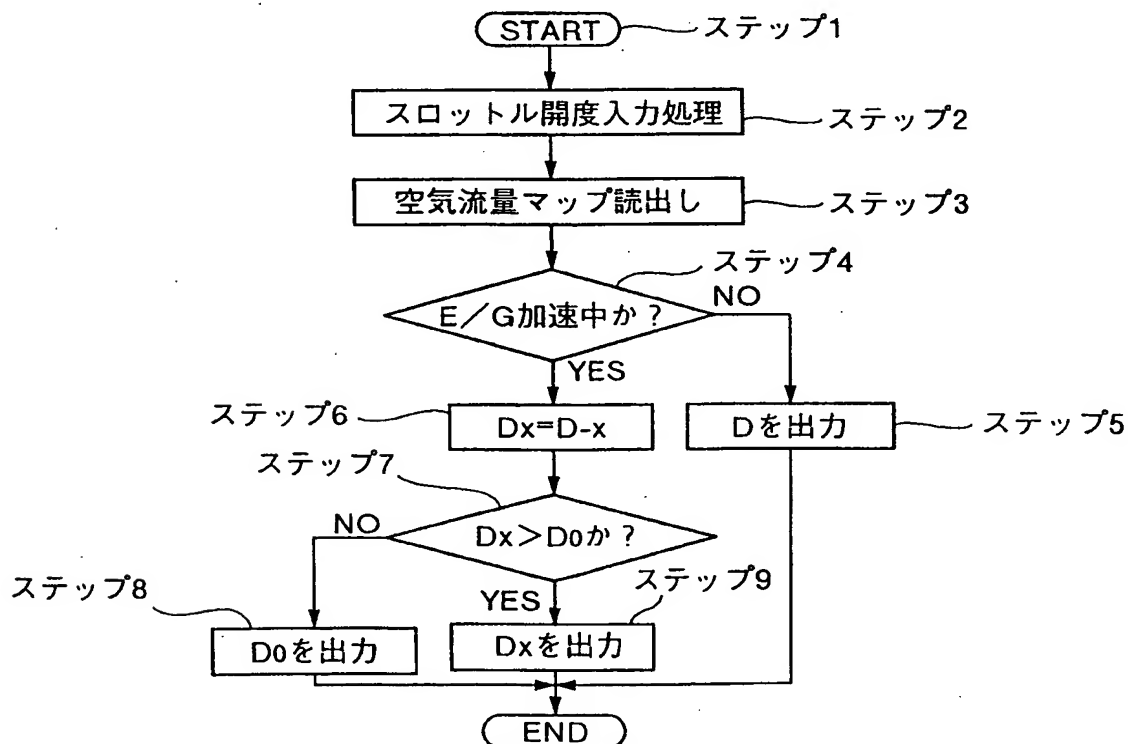 START
ステップ1
スロットル開度入力処理
ステップ2
空気流量マップ読出し
ステップ3
ステップ4
E／G加速中か？
NO
YES
ステップ6
Dx=D-x
Dを出力
ステップ5
ステップ7
Dx＞D0か？
NO
YES
ステップ8
ステップ9
D0を出力
Dxを出力
END